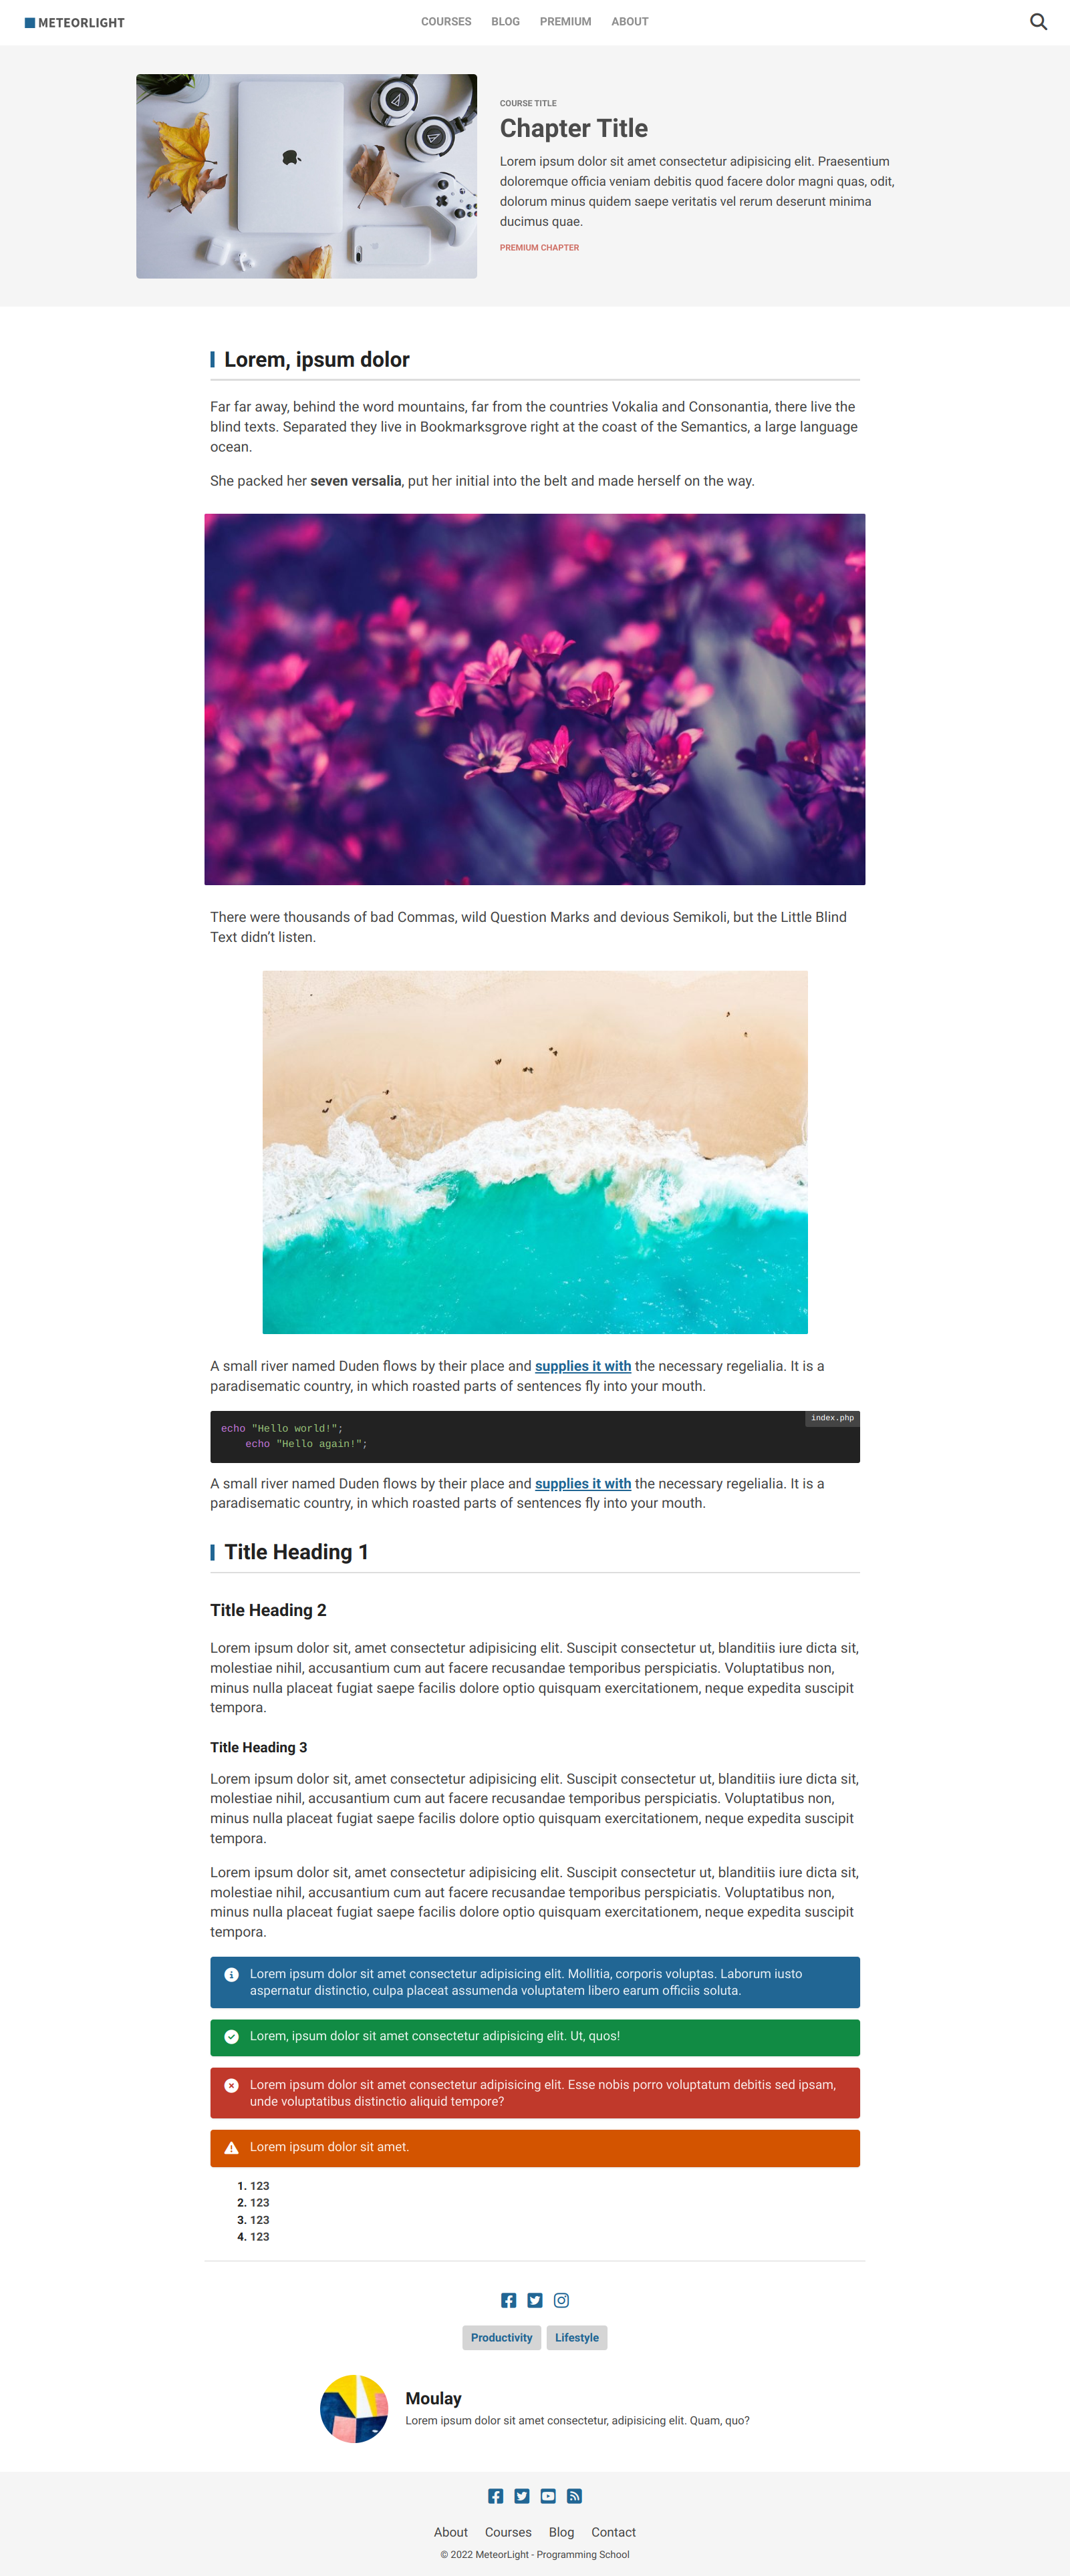 METEORLIGHT
COURSES BLOG PREMIUM ABOUT
COURSE TITLE
Chapter Title
Lorem ipsum dolor sit amet consectetur adipisicing elit. Praesentium
doloremque officia veniam debitis quod facere dolor magni quas, odit,
dolorum minus quidem saepe veritatis vel rerum deserunt minima
ducimus quae.
PREMIUM CHAPTER
Lorem, ipsum dolor
Far far away, behind the word mountains, far from the countries Vokalia and Consonantia, there live the
blind texts. Separated they live in Bookmarksgrove right at the coast of the Semantics, a large language
ocean.
She packed her seven versalia, put her initial into the belt and made herself on the way.
There were thousands of bad Commas, wild Question Marks and devious Semikoli, but the Little Blind
Text didn’t listen.
A small river named Duden flows by their place and supplies it with the necessary regelialia. It is a
paradisematic country, in which roasted parts of sentences fly into your mouth.
index.php
echo "Hello world!";
    echo "Hello again!";
A small river named Duden flows by their place and supplies it with the necessary regelialia. It is a
paradisematic country, in which roasted parts of sentences fly into your mouth.
Title Heading 1
Title Heading 2
Lorem ipsum dolor sit, amet consectetur adipisicing elit. Suscipit consectetur ut, blanditiis iure dicta sit,
molestiae nihil, accusantium cum aut facere recusandae temporibus perspiciatis. Voluptatibus non,
minus nulla placeat fugiat saepe facilis dolore optio quisquam exercitationem, neque expedita suscipit
tempora.
Title Heading 3
Lorem ipsum dolor sit, amet consectetur adipisicing elit. Suscipit consectetur ut, blanditiis iure dicta sit,
molestiae nihil, accusantium cum aut facere recusandae temporibus perspiciatis. Voluptatibus non,
minus nulla placeat fugiat saepe facilis dolore optio quisquam exercitationem, neque expedita suscipit
tempora.
Lorem ipsum dolor sit, amet consectetur adipisicing elit. Suscipit consectetur ut, blanditiis iure dicta sit,
molestiae nihil, accusantium cum aut facere recusandae temporibus perspiciatis. Voluptatibus non,
minus nulla placeat fugiat saepe facilis dolore optio quisquam exercitationem, neque expedita suscipit
tempora.
Lorem ipsum dolor sit amet consectetur adipisicing elit. Mollitia, corporis voluptas. Laborum iusto
aspernatur distinctio, culpa placeat assumenda voluptatem libero earum officiis soluta.
Lorem, ipsum dolor sit amet consectetur adipisicing elit. Ut, quos!
Lorem ipsum dolor sit amet consectetur adipisicing elit. Esse nobis porro voluptatum debitis sed ipsam,
unde voluptatibus distinctio aliquid tempore?
Lorem ipsum dolor sit amet.
1. 123
2. 123
3. 123
4. 123
Productivity Lifestyle
Moulay
Lorem ipsum dolor sit amet consectetur, adipisicing elit. Quam, quo?
About Courses Blog Contact
© 2022 MeteorLight - Programming School